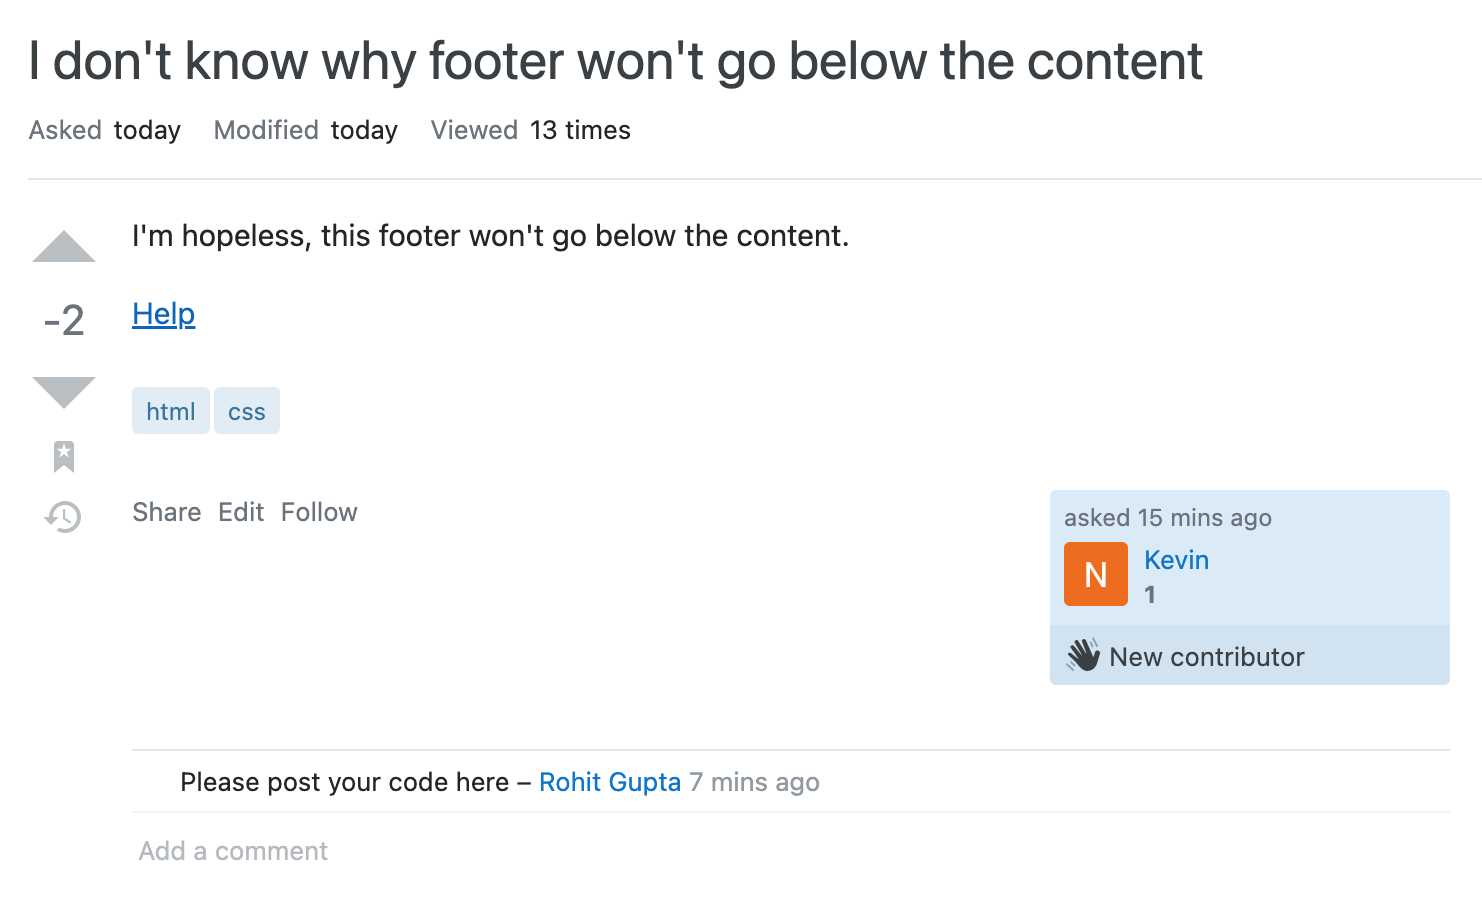 I don't know why footer won't go below the content
Asked today Modified today Viewed 13 times
I'm hopeless, this footer won't go below the content.
-2
Help
html css
Share Edit Follow
asked 15 mins ago
N
Kevin
1
New contributor
Please post your code here – Rohit Gupta 7 mins ago
Add a comment